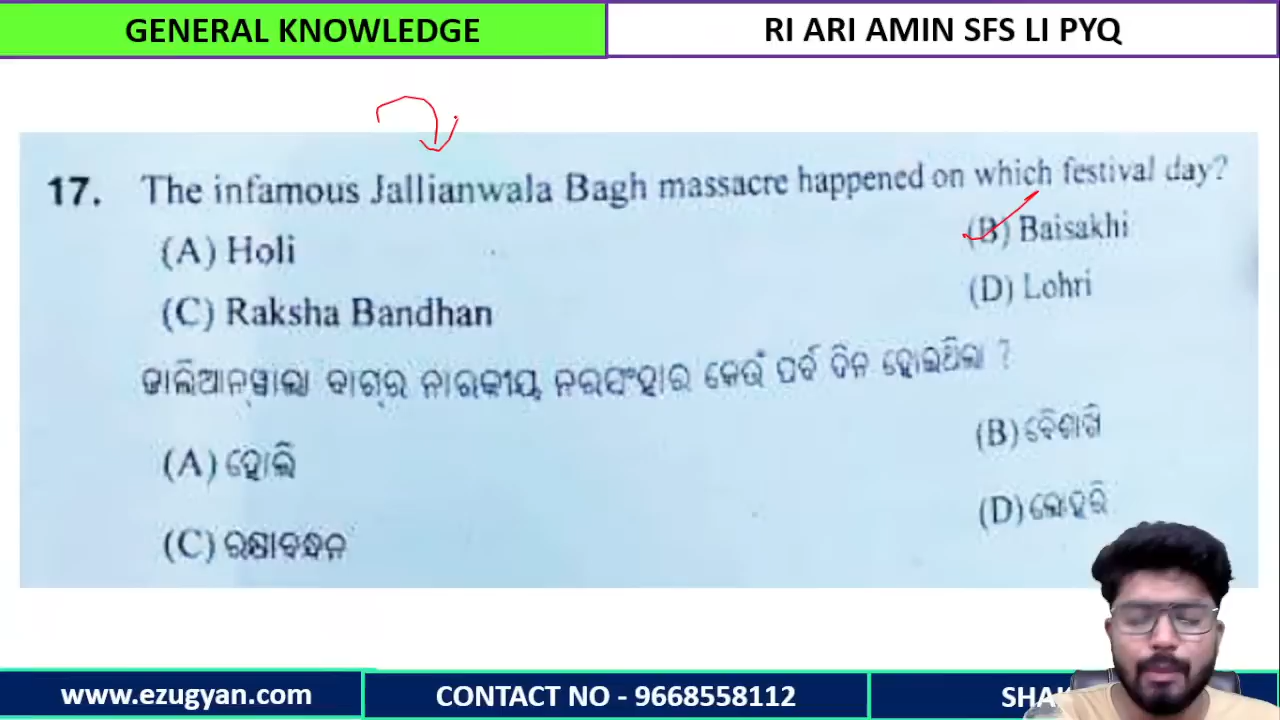 GENERAL KNOWLEDGE
RI ARI AMIN SFS LI PYQ
17. The infamous Jallianwala Bagh massacre happened on which festival day?
(A) Holi
(B) Baisakhi
(C) Raksha Bandhan
(D) Lohri
ଜାଲିଆନୱାଲା ବାଗ୍‌ର ନାରକୀୟ ନରସଂହାର କେଉଁ ପର୍ବ ଦିନ ହୋଇଥିଲା ?
(A) ହୋଲି
(B) ବୈଶାଖି
(C) ରକ୍ଷାବନ୍ଧନ
(D) ଲୋହରି
www.ezugyan.com
CONTACT NO - 9668558112